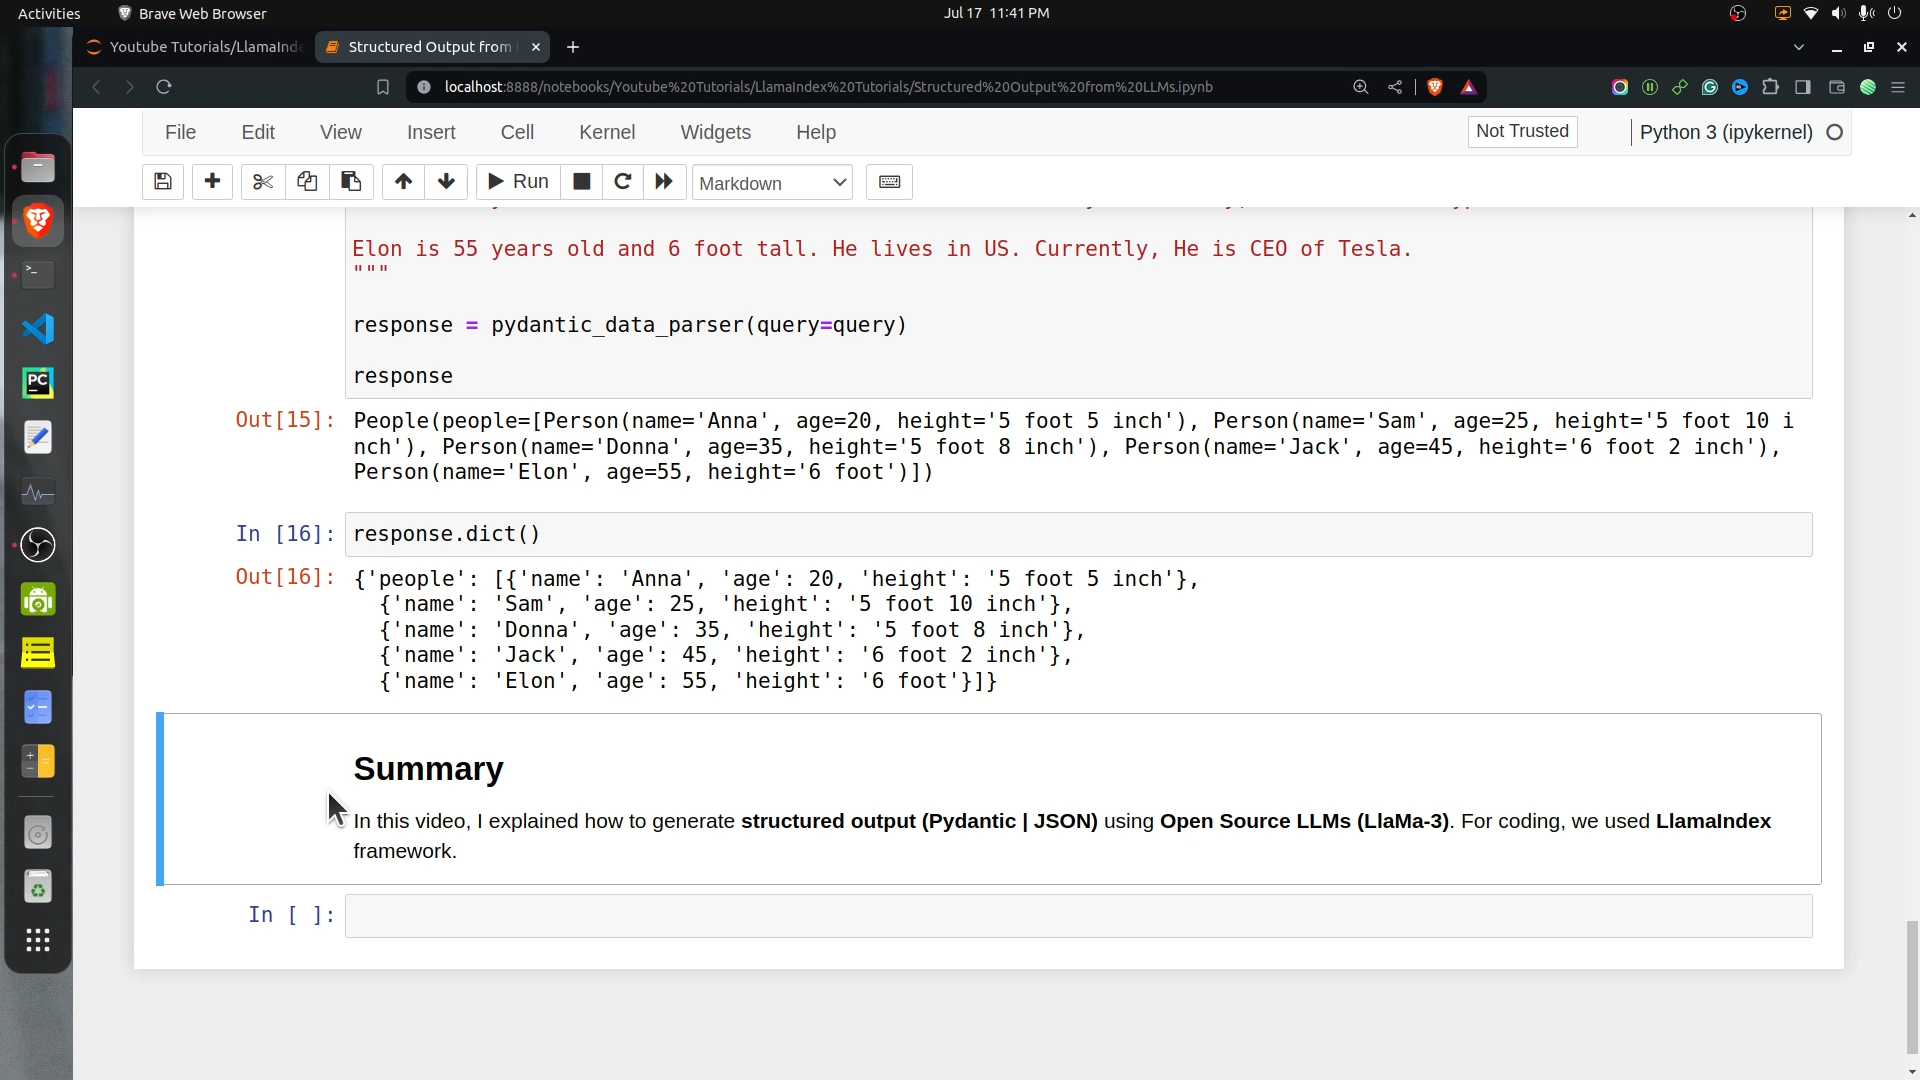 Activities Brave Web Browser Jul 17 11:41 PM
Youtube Tutorials/LlamaInde Structured Output from
localhost:8888/notebooks/Youtube%20Tutorials/LlamaIndex%20Tutorials/Structured%20Output%20from%20LLMs.ipynb
File Edit View Insert Cell Kernel Widgets Help Not Trusted Python 3 (ipykernel)
Run Markdown
Elon is 55 years old and 6 foot tall. He lives in US. Currently, He is CEO of Tesla.
"""
response = pydantic_data_parser(query=query)
response
Out[15]: People(people=[Person(name='Anna', age=20, height='5 foot 5 inch'), Person(name='Sam', age=25, height='5 foot 10 i
nch'), Person(name='Donna', age=35, height='5 foot 8 inch'), Person(name='Jack', age=45, height='6 foot 2 inch'),
Person(name='Elon', age=55, height='6 foot')])
In [16]: response.dict()
Out[16]: {'people': [{'name': 'Anna', 'age': 20, 'height': '5 foot 5 inch'},
{'name': 'Sam', 'age': 25, 'height': '5 foot 10 inch'},
{'name': 'Donna', 'age': 35, 'height': '5 foot 8 inch'},
{'name': 'Jack', 'age': 45, 'height': '6 foot 2 inch'},
{'name': 'Elon', 'age': 55, 'height': '6 foot'}]}
Summary
In this video, I explained how to generate structured output (Pydantic | JSON) using Open Source LLMs (LlaMa-3). For coding, we used LlamaIndex
framework.
In [ ]:
PC